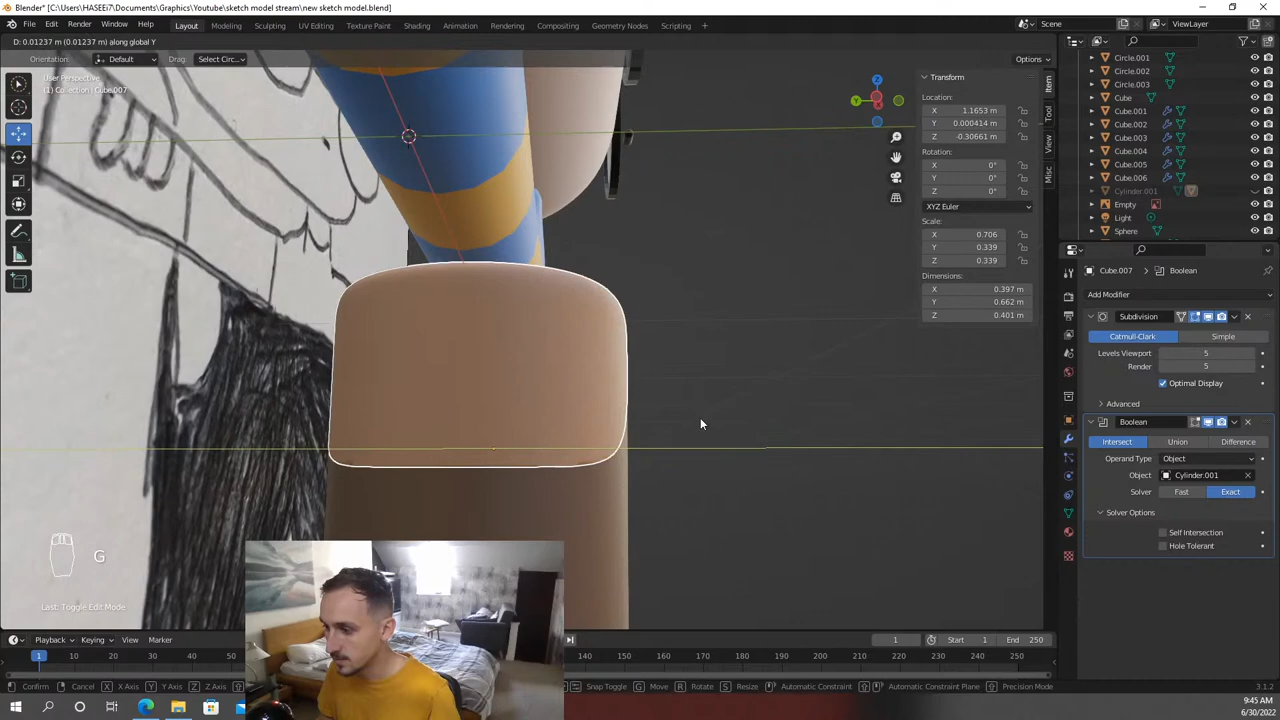 Blender* [C:\Users\HASEEi7\Documents\Graphics\Youtube\sketch model stream\new sketch model.blend]
File Edit Render Window Help Layout Modeling Sculpting UV Editing Texture Paint Shading Animation Rendering Compositing Geometry Nodes Scripting Scene ViewLayer
D: 0.01237 m (0.01237 m) along global Y
Orientation: Default Drag: Select Circ... Options
User Perspective
(1) Collection | Cube.007
Transform
Location:
X 1.1653 m
Y 0.000414 m
Z -0.30661 m
Rotation:
X 0°
Y 0°
Z 0°
XYZ Euler
Scale:
X 0.706
Y 0.339
Z 0.339
Dimensions:
X 0.397 m
Y 0.662 m
Z 0.401 m
Item
Tool
View
Misc
Z
Y
Circle.001
Circle.002
Circle.003
Cube
Cube.001
Cube.002
Cube.003
Cube.004
Cube.005
Cube.006
Cylinder.001
Empty
Light
Sphere
Cube.007 > Boolean
Add Modifier
Subdivision
Catmull-Clark Simple
Levels Viewport 5
Render 5
Optimal Display
Advanced
Boolean
Intersect Union Difference
Operand Type Object
Object Cylinder.001
Solver Fast Exact
Solver Options
Self Intersection
Hole Tolerant
G
Last: Toggle Edit Mode
Playback Keying View Marker 1 Start 1 End 250
1 10 20 30 40 50 140 150 160 170 180 190 200 210 220 230 240 250
Confirm Cancel X X Axis Y Y Axis Z Z Axis Snap Toggle G Move R Rotate S Resize Automatic Constraint Automatic Constraint Plane Precision Mode 3.1.2
9:45 AM
6/30/2022